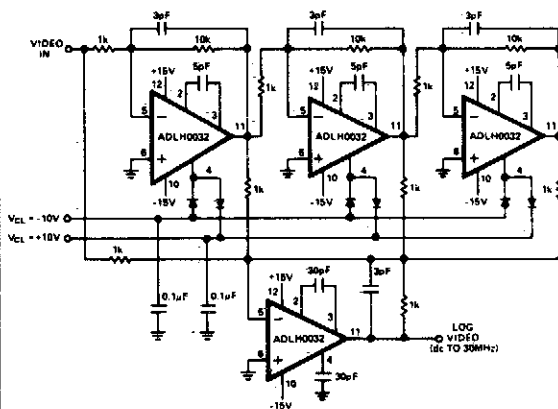 3pF
3pF
3pF
VIDEO IN
1k
10k
10k
10k
+15V
5pF
+15V
5pF
+15V
5pF
12
2
3
12
2
3
12
2
3
1k
1k
5
11
5
11
5
11
ADLH0032
ADLH0032
ADLH0032
6
4
6
4
6
4
10
10
10
-15V
-15V
-15V
1k
1k
1k
VCL = -10V
VCL = +10V
1k
0.1µF
0.1µF
+15V
30pF
3pF
12
2
3
1k
5
11
ADLH0032
6
4
10
30pF
-15V
LOG
VIDEO
(dc TO 30MHz)